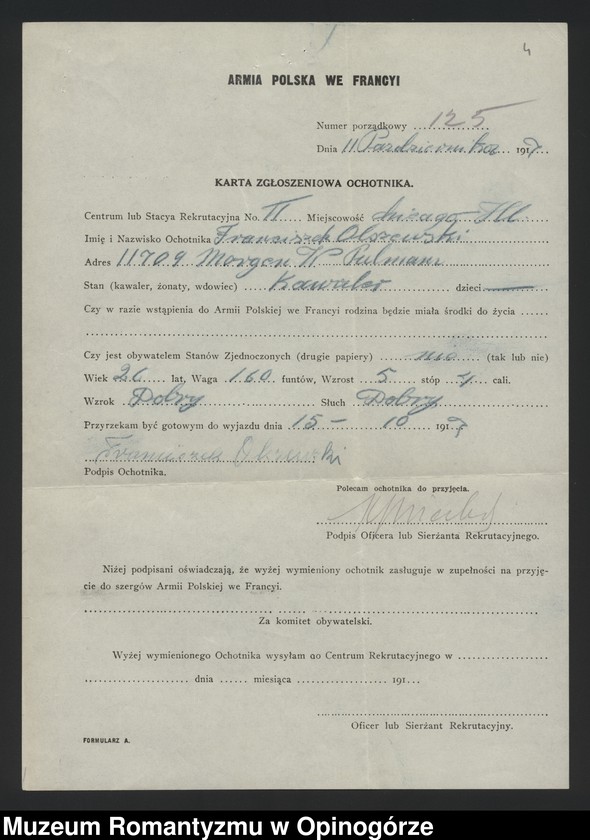 4
ARMIA POLSKA WE FRANCYI
Numer porządkowy 125
Dnia 11 Pazdziernika 1917
KARTA ZGŁOSZENIOWA OCHOTNIKA.
Centrum lub Stacya Rekrutacyjna No. II Miejscowość Chicago Ill
Imię i Nazwisko Ochotnika Franciszek Olszewski
Adres 11709 Morgan W Pulman
Stan (kawaler, żonaty, wdowiec) Kawaler dzieci —
Czy w razie wstąpienia do Armii Polskiej we Francyi rodzina będzie miała środki do życia
Czy jest obywatelem Stanów Zjednoczonych (drugie papiery) nie (tak lub nie)
Wiek 26 lat, Waga 160 funtów, Wzrost 5 stóp 4 cali.
Wzrok Dobry Słuch Dobry
Przyrzekam być gotowym do wyjazdu dnia 15 – 10 1917
Franciszek Olszewski
Podpis Ochotnika.
Polecam ochotnika do przyjęcia.
Podpis Oficera lub Sierżanta Rekrutacyjnego.
Niżej podpisani oświadczają, że wyżej wymieniony ochotnik zasługuje w zupełności na przyję-
cie do szergów Armii Polskiej we Francyi.
Za komitet obywatelski.
Wyżej wymienionego Ochotnika wysyłam do Centrum Rekrutacyjnego w
dnia miesiąca 191
Oficer lub Sierżant Rekrutacyjny.
FORMULARZ A.
Muzeum Romantyzmu w Opinogórze